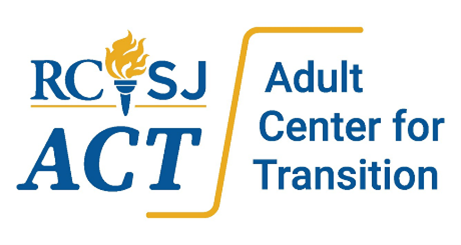 RCSJ
ACT
Adult
Center for
Transition